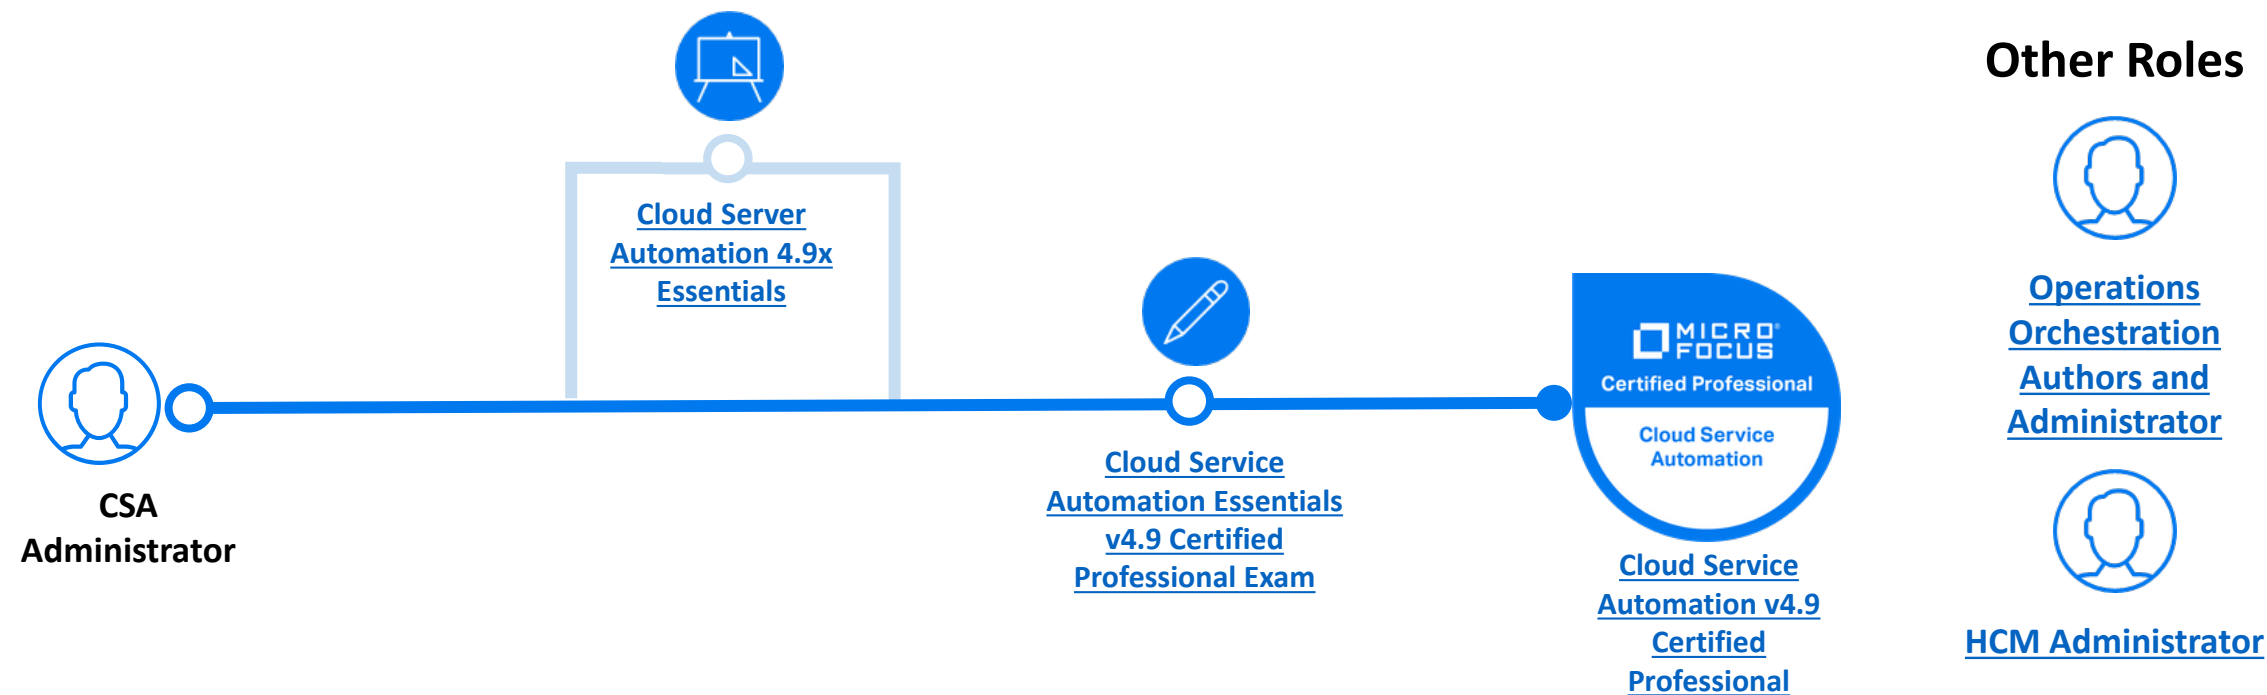 Cloud Server
Automation 4.9x
Essentials
CSA
Administrator
Cloud Service
Automation Essentials
v4.9 Certified
Professional Exam
MICRO
FOCUS
Certified Professional
Cloud Service
Automation
Cloud Service
Automation v4.9
Certified
Professional
Other Roles
Operations
Orchestration
Authors and
Administrator
HCM Administrator